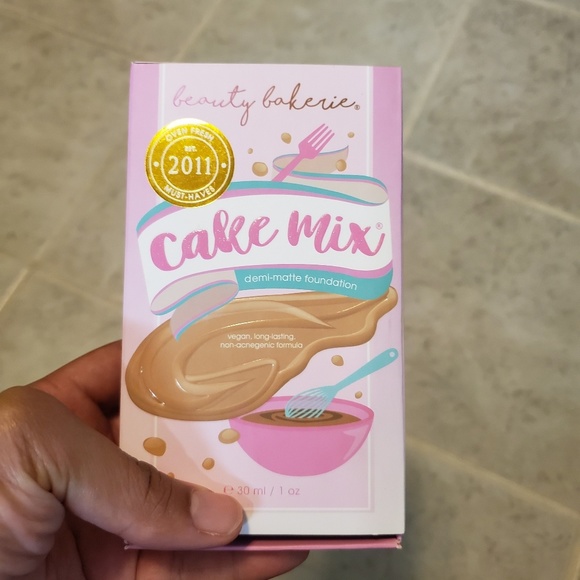 beauty bakerie®
OVEN FRESH
EST.
2011
MUST-HAVES
cake mix®
demi-matte foundation
vegan, long-lasting,
non-acnegenic formula
℮ 30 ml / 1 oz